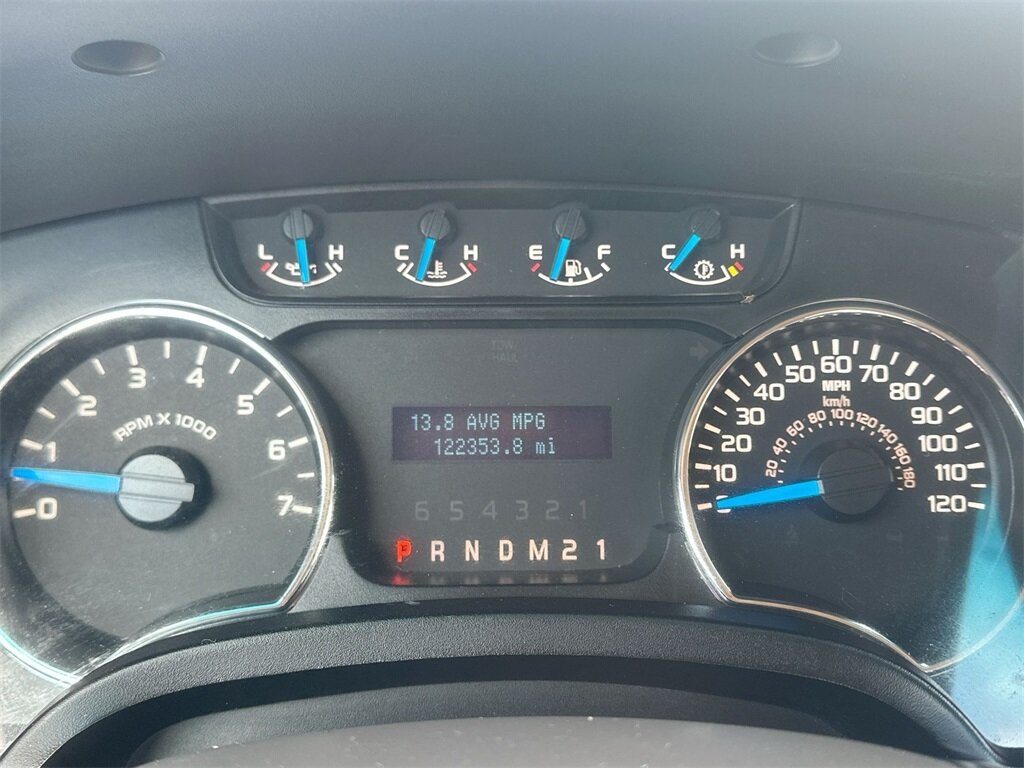 L H
C H
E F
C H
TOW
HAUL
0 1 2 3 4 5 6 7
RPM X 1000
13.8 AVG MPG
122353.8 mi
6 5 4 3 2 1
P R N D M 2 1
10 20 30 40 50 60 70 80 90 100 110 120
MPH
km/h
20 40 60 80 100 120 140 160 180